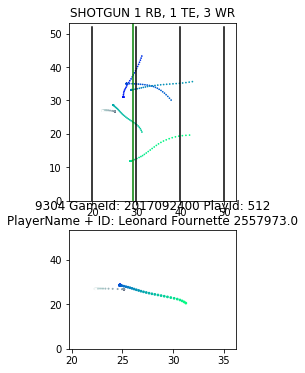 SHOTGUN 1 RB, 1 TE, 3 WR
50
40
30
20
10
0
20 30 40 50
9304 GameId: 2017092400 PlayId: 512
PlayerName + ID: Leonard Fournette 2557973.0
40
20
0
20 25 30 35